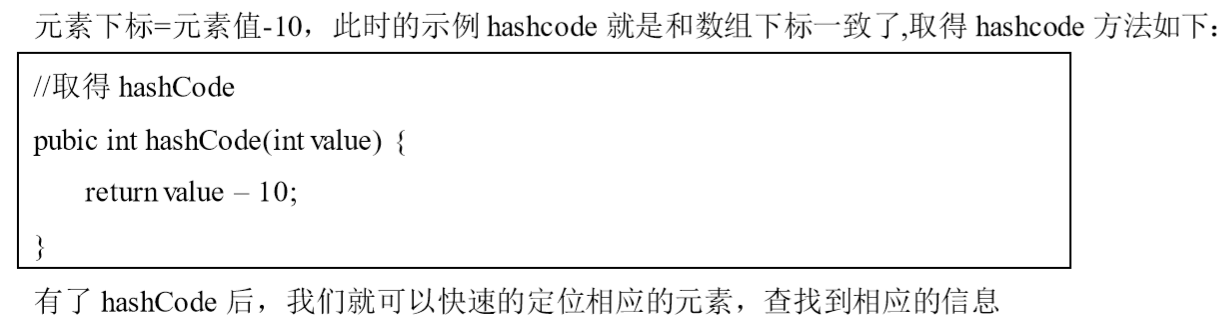 元素下标=元素值-10，此时的示例 hashcode 就是和数组下标一致了,取得 hashcode 方法如下：
//取得 hashCode
pubic int hashCode(int value) {
return value – 10;
}
有了 hashCode 后，我们就可以快速的定位相应的元素，查找到相应的信息